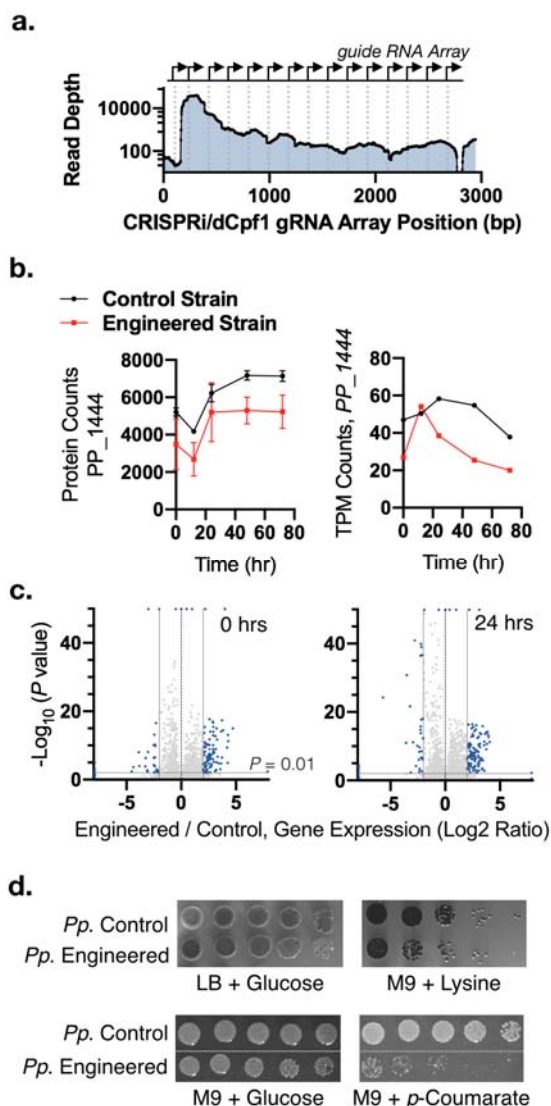 a.
guide RNA Array
Read Depth
10000
100
0 1000 2000 3000
CRISPRi/dCpf1 gRNA Array Position (bp)
b.
Control Strain
Engineered Strain
Protein Counts
PP_1444
8000
6000
4000
2000
0
0 20 40 60 80
Time (hr)
TPM Counts, PP_1444
80
60
40
20
0
0 10 20 30 40 50 60 70 80
Time (hr)
c.
-Log10 (P value)
40
20
0
0 hrs
P = 0.01
-5 0 5
40
20
0
24 hrs
-5 0 5
Engineered / Control, Gene Expression (Log2 Ratio)
d.
Pp. Control
Pp. Engineered
LB + Glucose
M9 + Lysine
Pp. Control
Pp. Engineered
M9 + Glucose
M9 + p-Coumarate